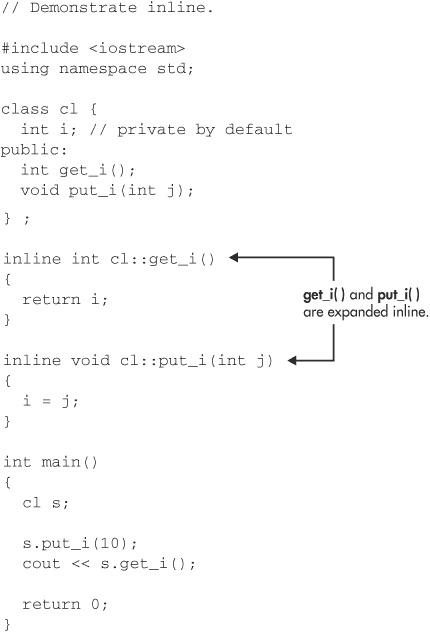 // Demonstrate inline.
#include <iostream>
using namespace std;
class cl {
  int i; // private by default
public:
  int get_i();
  void put_i(int j);
} ;
inline int cl::get_i()
{
  return i;
}
get_i( ) and put_i( )
are expanded inline.
inline void cl::put_i(int j)
{
  i = j;
}
int main()
{
  cl s;
  s.put_i(10);
  cout << s.get_i();
  return 0;
}